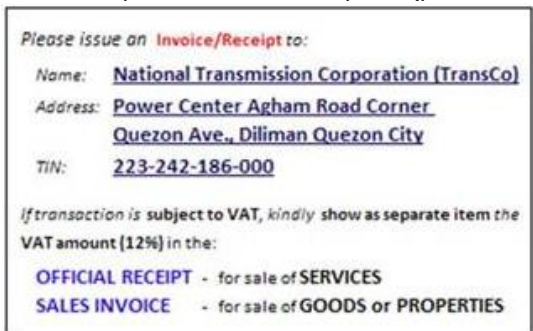 Please issue an Invoice/Receipt to:
Name: National Transmission Corporation (TransCo)
Address: Power Center Agham Road Corner
Quezon Ave., Diliman Quezon City
TIN: 223-242-186-000
If transaction is subject to VAT, kindly show as separate item the
VAT amount (12%) in the:
OFFICIAL RECEIPT - for sale of SERVICES
SALES INVOICE - for sale of GOODS or PROPERTIES